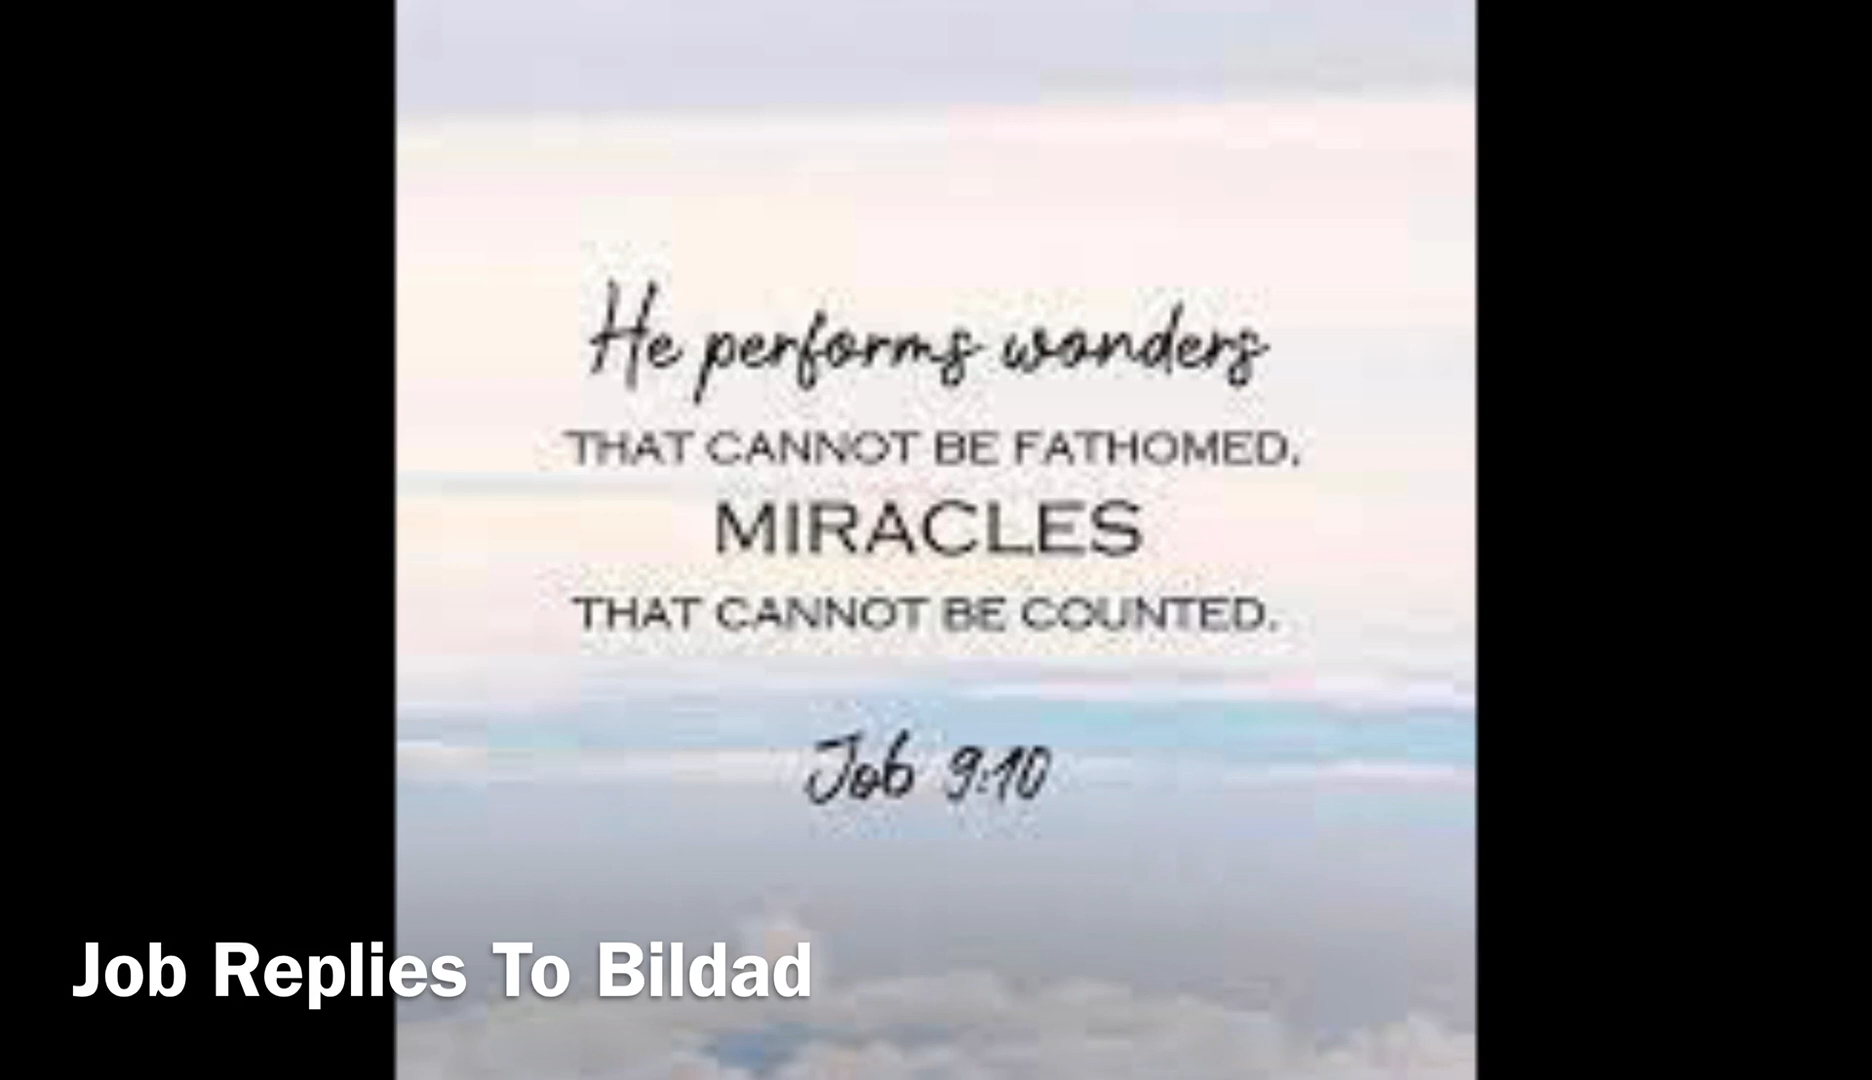 He performs wonders
THAT CANNOT BE FATHOMED,
MIRACLES
THAT CANNOT BE COUNTED.
Job 9:10
Job Replies To Bildad